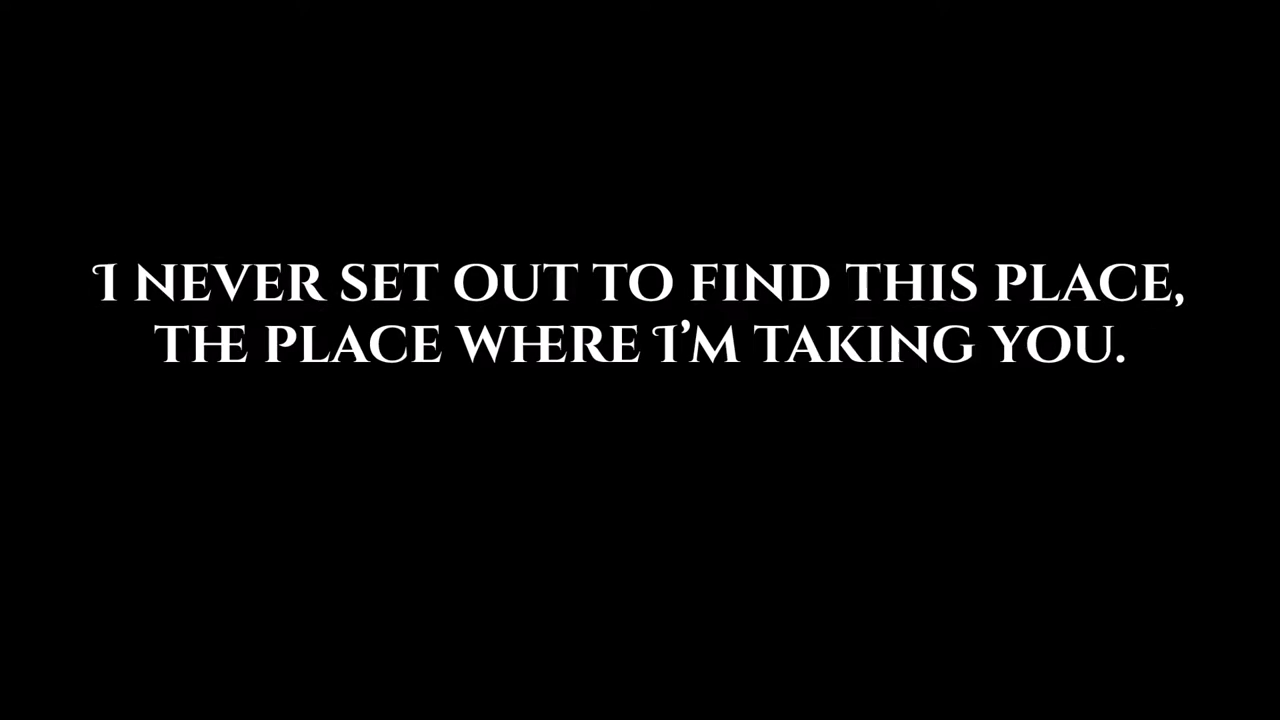 I NEVER SET OUT TO FIND THIS PLACE,
THE PLACE WHERE I’M TAKING YOU.